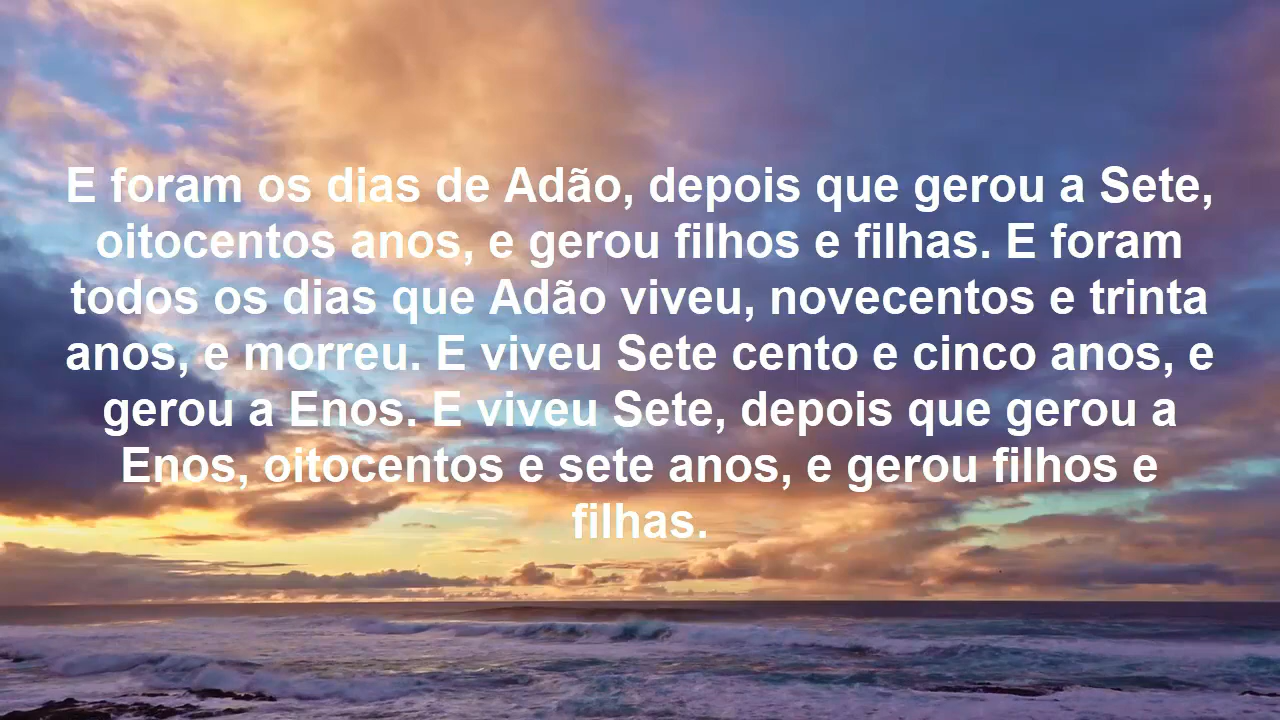 E foram os dias de Adão, depois que gerou a Sete,
oitocentos anos, e gerou filhos e filhas. E foram
todos os dias que Adão viveu, novecentos e trinta
anos, e morreu. E viveu Sete cento e cinco anos, e
gerou a Enos. E viveu Sete, depois que gerou a
Enos, oitocentos e sete anos, e gerou filhos e
filhas.